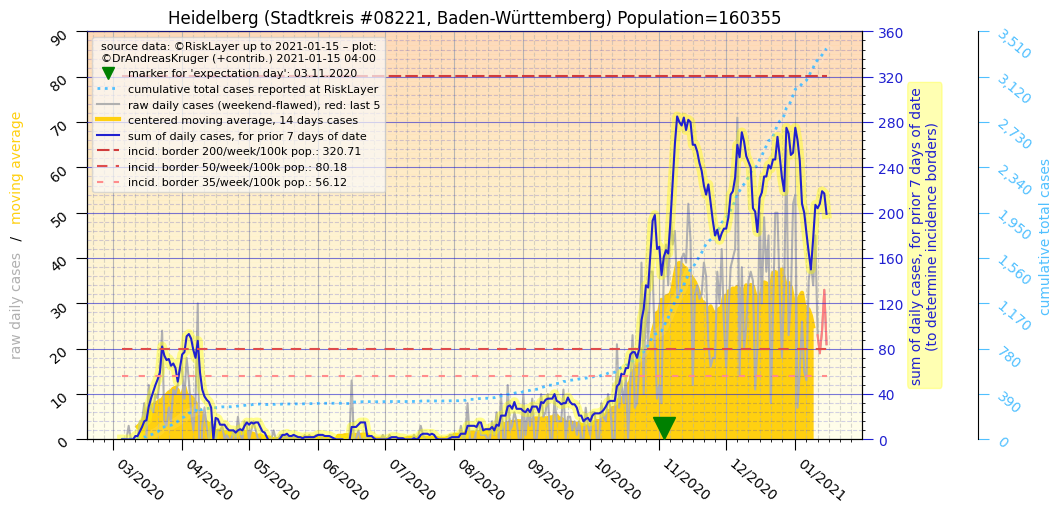 Heidelberg (Stadtkreis #08221, Baden-Württemberg) Population=160355
source data: ©RiskLayer up to 2021-01-15 – plot:
©DrAndreasKruger (+contrib.) 2021-01-15 04:00
marker for 'expectation day': 03.11.2020
cumulative total cases reported at RiskLayer
raw daily cases (weekend-flawed), red: last 5
centered moving average, 14 days cases
sum of daily cases, for prior 7 days of date
incid. border 200/week/100k pop.: 320.71
incid. border 50/week/100k pop.: 80.18
incid. border 35/week/100k pop.: 56.12
raw daily cases / moving average
90
80
70
60
50
40
30
20
10
0
03/2020
04/2020
05/2020
06/2020
07/2020
08/2020
09/2020
10/2020
11/2020
12/2020
01/2021
360
320
280
240
200
160
120
80
40
0
sum of daily cases, for prior 7 days of date
(to determine incidence borders)
3,510
3,120
2,730
2,340
1,950
1,560
1,170
780
390
0
cumulative total cases